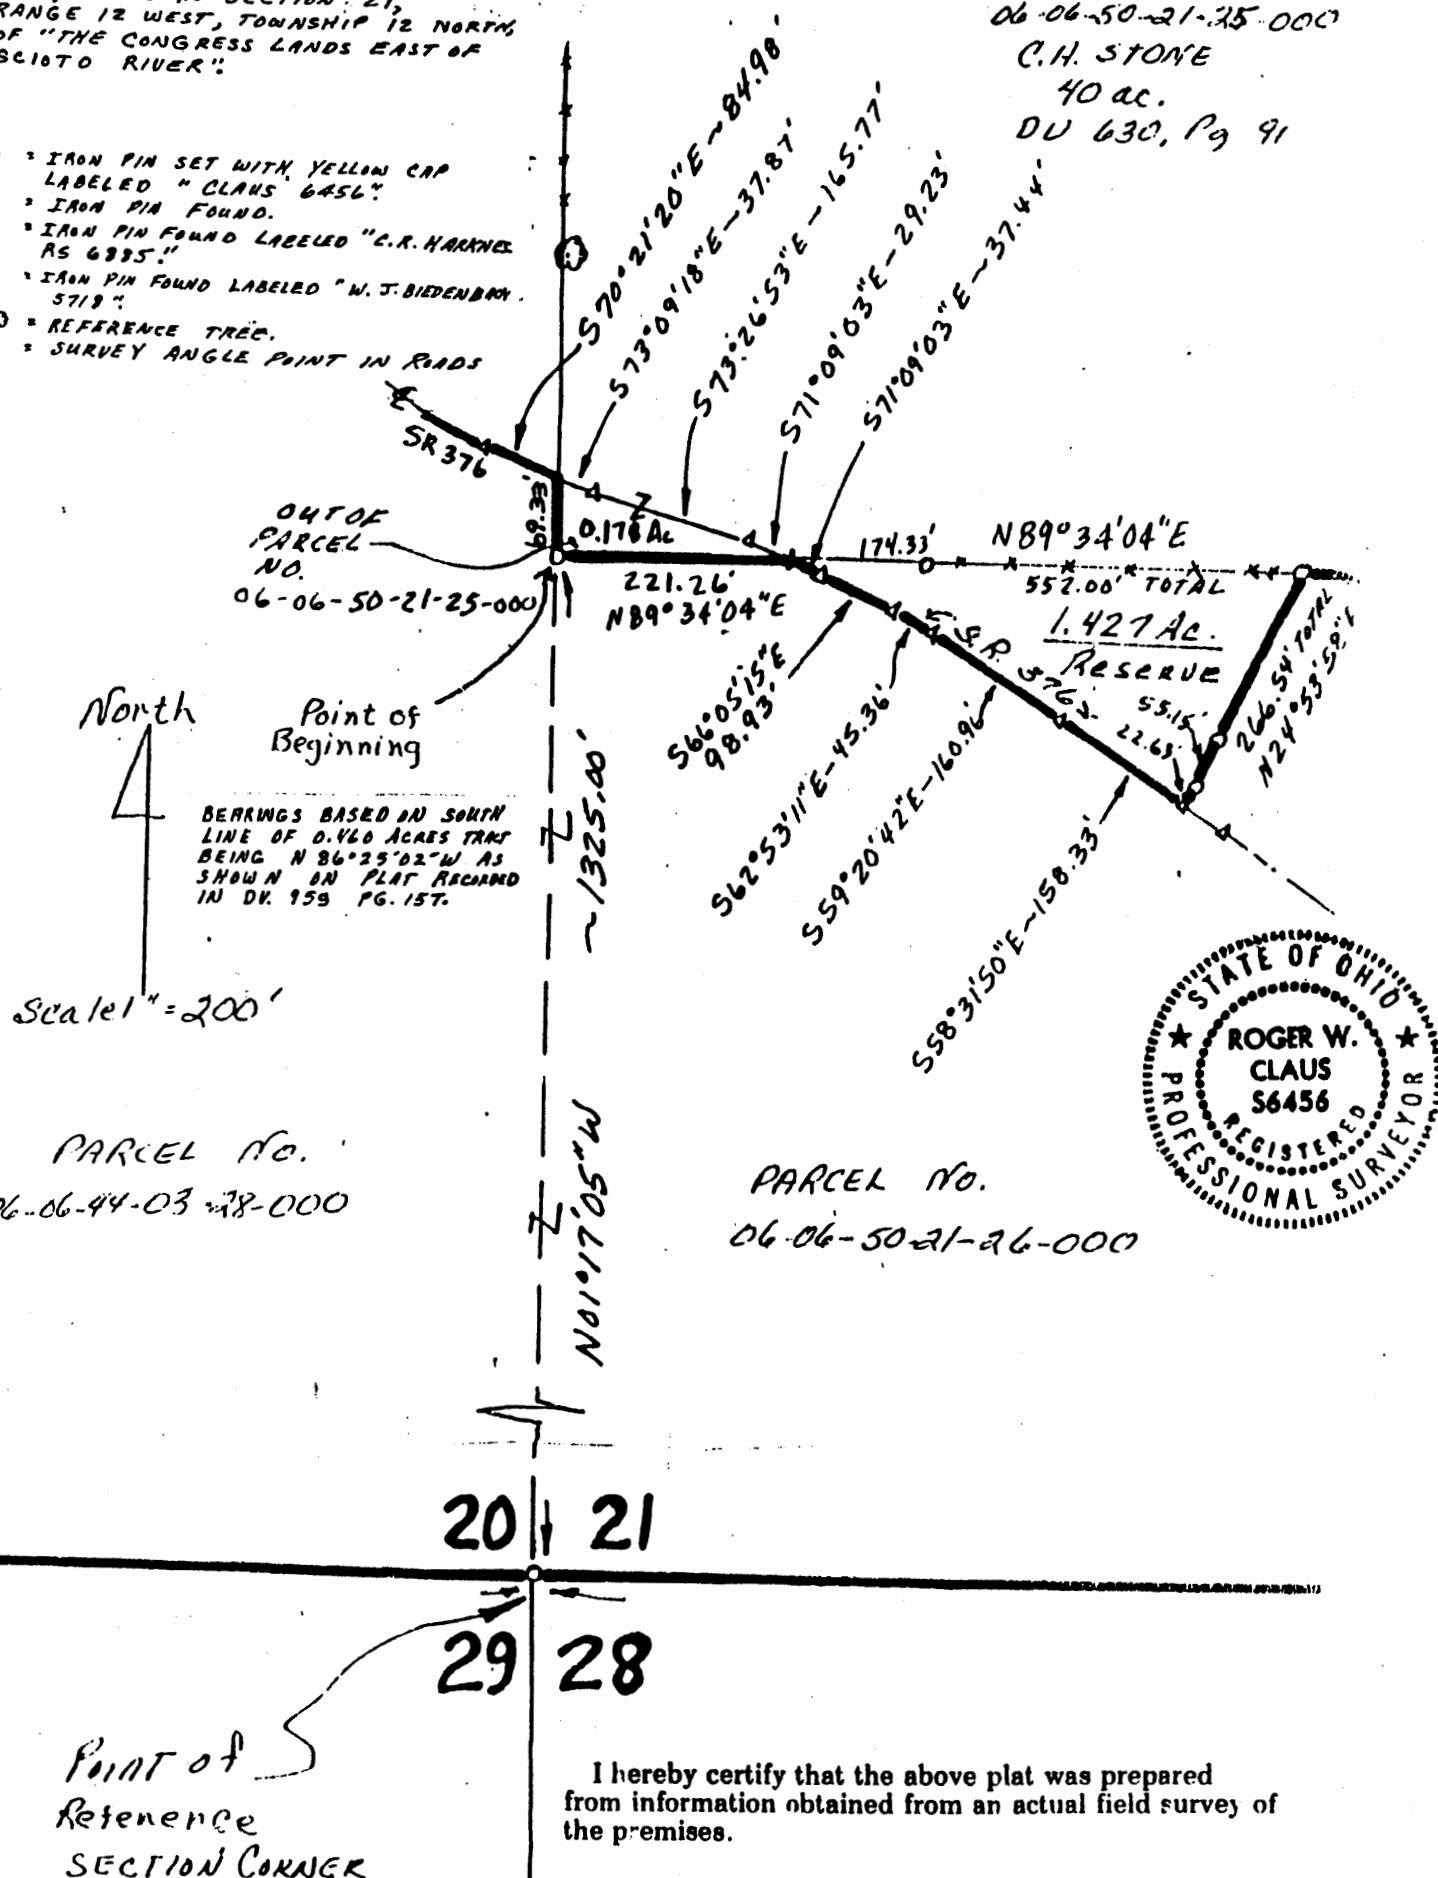 RANGE 12 WEST, TOWNSHIP 12 NORTH,
OF "THE CONGRESS LANDS EAST OF
SCIOTO RIVER".
06-06-50-21-25-000
C.H. STONE
40 ac.
DV 630, Pg 91
= IRON PIN SET WITH YELLOW CAP
LABELED "CLAUS 6456".
= IRON PIN FOUND.
= IRON PIN FOUND LABELED "C.R. HARKNES
RS 6885."
= IRON PIN FOUND LABELED "W.J. BIEDENBACH.
5718".
= REFERENCE TREE.
= SURVEY ANGLE POINT IN ROADS
S70°21'20"E~84.98'
S73°09'18"E~37.87'
S73°26'53"E~165.77'
S71°09'03"E~29.23'
S71°09'03"E~37.44'
SR 376
69.33'
0.178 Ac
OUT OF
PARCEL
NO.
06-06-50-21-25-000
221.26'
N89°34'04"E
174.33'
N89°34'04"E
552.00' TOTAL
1.427 Ac.
Reserve
S.R. 376
55.15'
22.65'
266.54' TOTAL
N24°53'58"E
S66°05'15"E
98.93'
S62°53'11"E~45.36'
S59°20'42"E~160.96'
S58°31'50"E~158.33'
North
Point of
Beginning
BEARINGS BASED ON SOUTH
LINE OF 0.460 ACRES TRACT
BEING N 86°25'02"W AS
SHOWN ON PLAT RECORDED
IN DV. 959 PG. 157.
Scale 1"=200'
~1325.00'
N01°17'05"W
STATE OF OHIO
ROGER W.
CLAUS
S6456
REGISTERED
PROFESSIONAL SURVEYOR
PARCEL No.
06-06-44-03-28-000
PARCEL No.
06-06-50-21-26-000
20 21
29 28
Point of
Reference
SECTION CORNER
I hereby certify that the above plat was prepared
from information obtained from an actual field survey of
the premises.